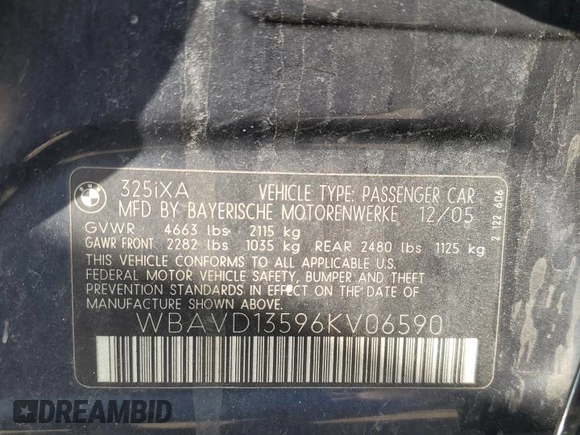 BMW
325iXA VEHICLE TYPE: PASSENGER CAR
MFD BY BAYERISCHE MOTORENWERKE 12/05
GVWR 4663 lbs 2115 kg
GAWR FRONT 2282 lbs 1035 kg REAR 2480 lbs 1125 kg
THIS VEHICLE CONFORMS TO ALL APPLICABLE U.S.
FEDERAL MOTOR VEHICLE SAFETY, BUMPER AND THEFT
PREVENTION STANDARDS IN EFFECT ON THE DATE OF
MANUFACTURE SHOWN ABOVE.
WBAVD13596KV06590
2 122 606
DREAMBID